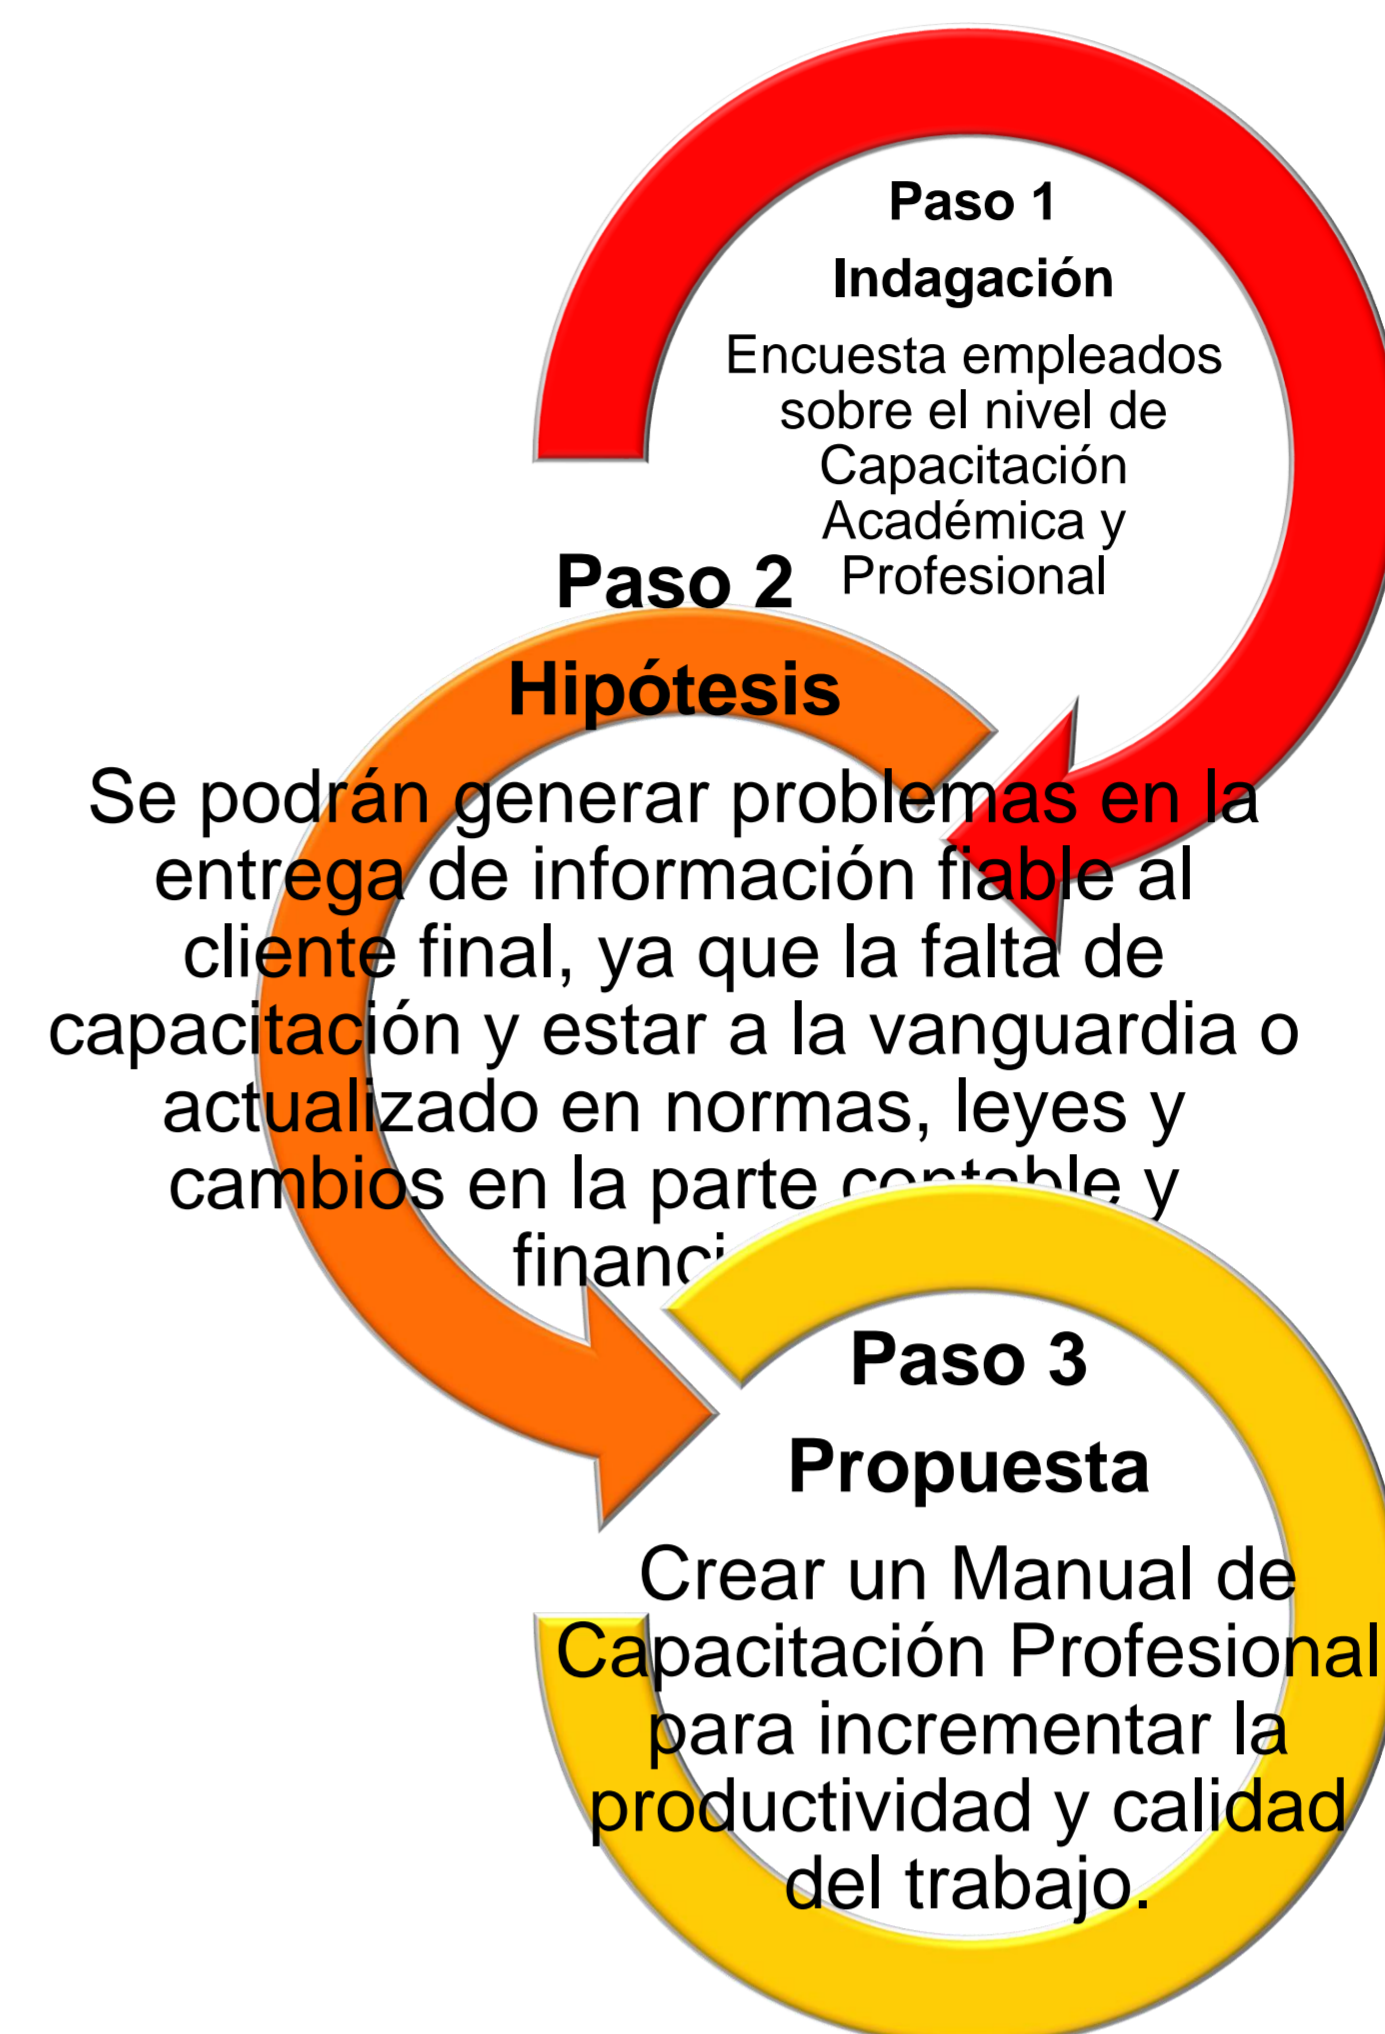 Paso 1
Indagación
Encuesta empleados
sobre el nivel de
Capacitación
Académica y
Profesional
Paso 2
Hipótesis
Se podrán generar problemas en la
entrega de información fiable al
cliente final, ya que la falta de
capacitación y estar a la vanguardia o
actualizado en normas, leyes y
cambios en la parte contable y
Paso 3
Propuesta
Crear un Manual de
Capacitación Profesional
para incrementar la
productividad y calidad
del trabajo.